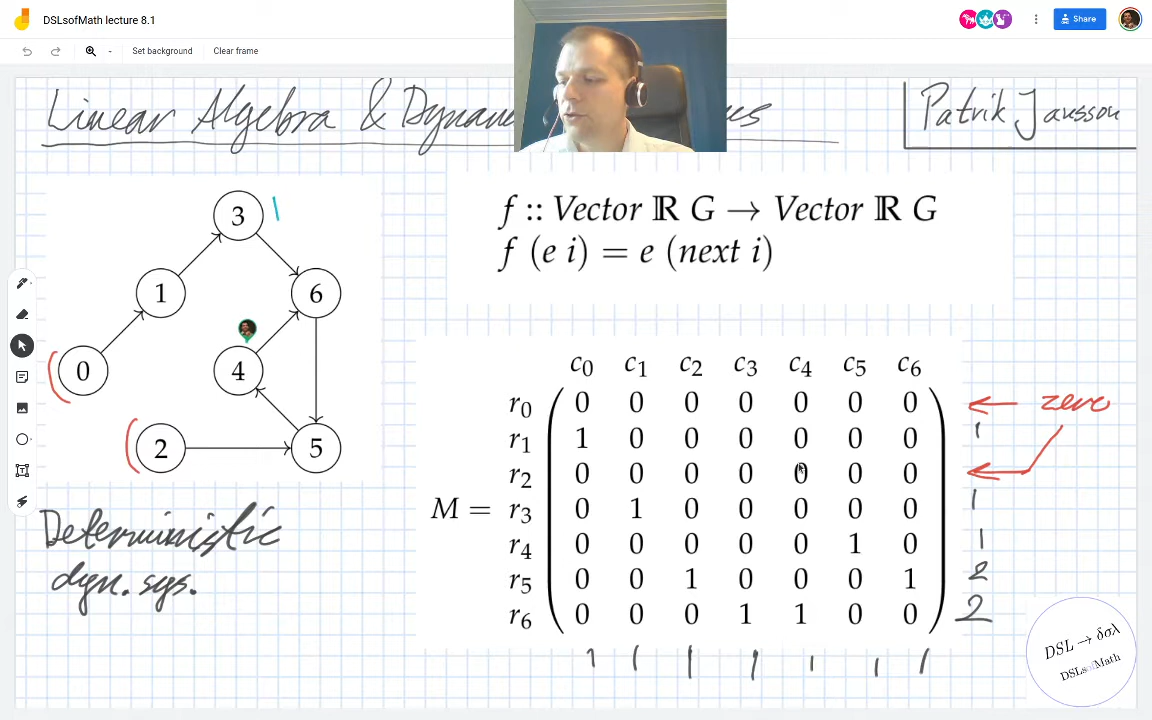 DSLsofMath lecture 8.1
Share
Set background
Clear frame
Linear Algebra & Dynam
Patrik Jansson
3 1
1
6
0
4
2
5
f :: Vector ℝ G → Vector ℝ G
f (e i) = e (next i)
c0 c1 c2 c3 c4 c5 c6
r0 0 0 0 0 0 0 0 ← zero
r1 1 0 0 0 0 0 0 1
r2 0 0 0 0 0 0 0 ←
M = r3 0 1 0 0 0 0 0 1
r4 0 0 0 0 0 1 0 1
r5 0 0 1 0 0 0 1 2
r6 0 0 0 1 1 0 0 2
1 1 1 1 1 1 1
Deterministic
dyn. sys.
DSL → δσλ
DSLsofMath